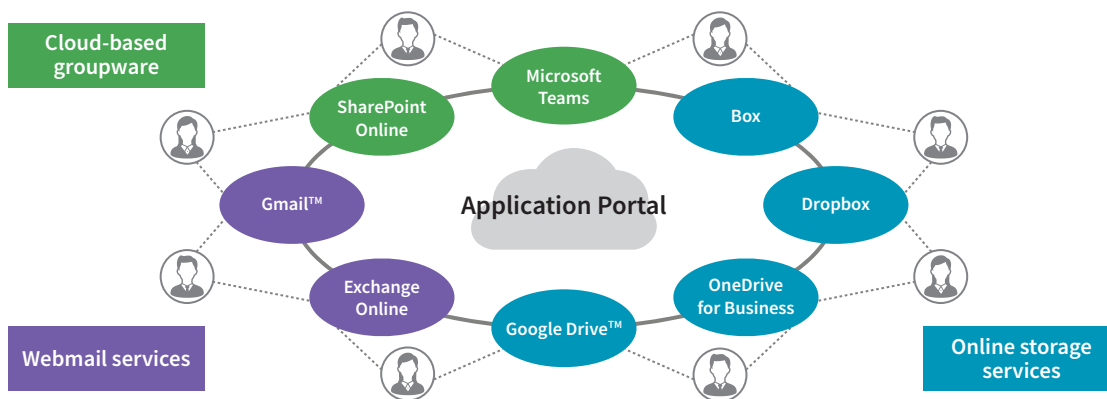 Cloud-based
groupware
Microsoft
Teams
SharePoint
Online
Box
Gmail™
Application Portal
Dropbox
Exchange
Online
OneDrive
for Business
Google Drive™
Webmail services
Online storage
services